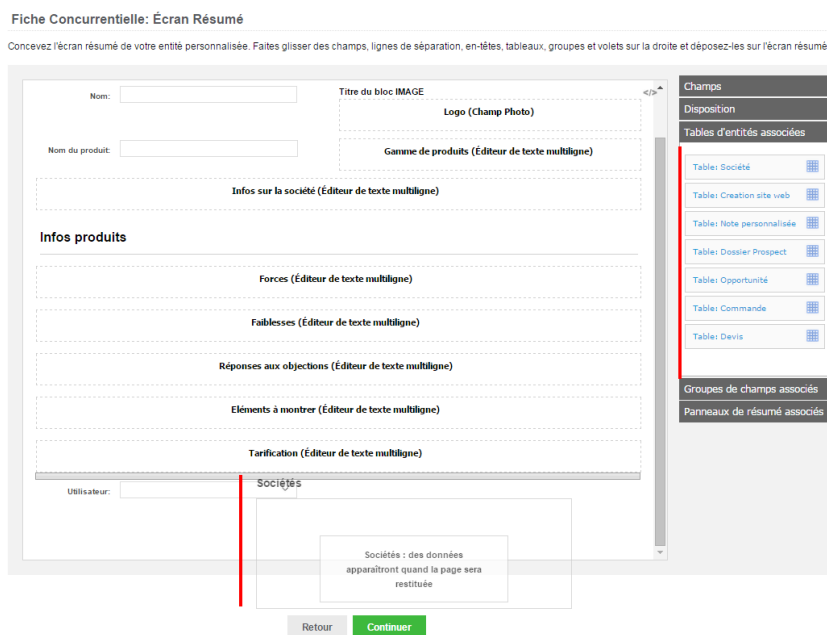 Fiche Concurrentielle: Écran Résumé
Concevez l'écran résumé de votre entité personnalisée. Faites glisser des champs, lignes de séparation, en-têtes, tableaux, groupes et volets sur la droite et déposez-les sur l'écran résumé
Nom:
Titre du bloc IMAGE
</>
Logo (Champ Photo)
Nom du produit:
Gamme de produits (Éditeur de texte multiligne)
Infos sur la société (Éditeur de texte multiligne)
Infos produits
Forces (Éditeur de texte multiligne)
Faiblesses (Éditeur de texte multiligne)
Réponses aux objections (Éditeur de texte multiligne)
Eléments à montrer (Éditeur de texte multiligne)
Tarification (Éditeur de texte multiligne)
Utilisateur:
Sociétés
Sociétés : des données
apparaîtront quand la page sera
restituée
Retour
Continuer
Champs
Disposition
Tables d'entités associées
Table: Société
Table: Creation site web
Table: Note personnalisée
Table: Dossier Prospect
Table: Opportunité
Table: Commande
Table: Devis
Groupes de champs associés
Panneaux de résumé associés